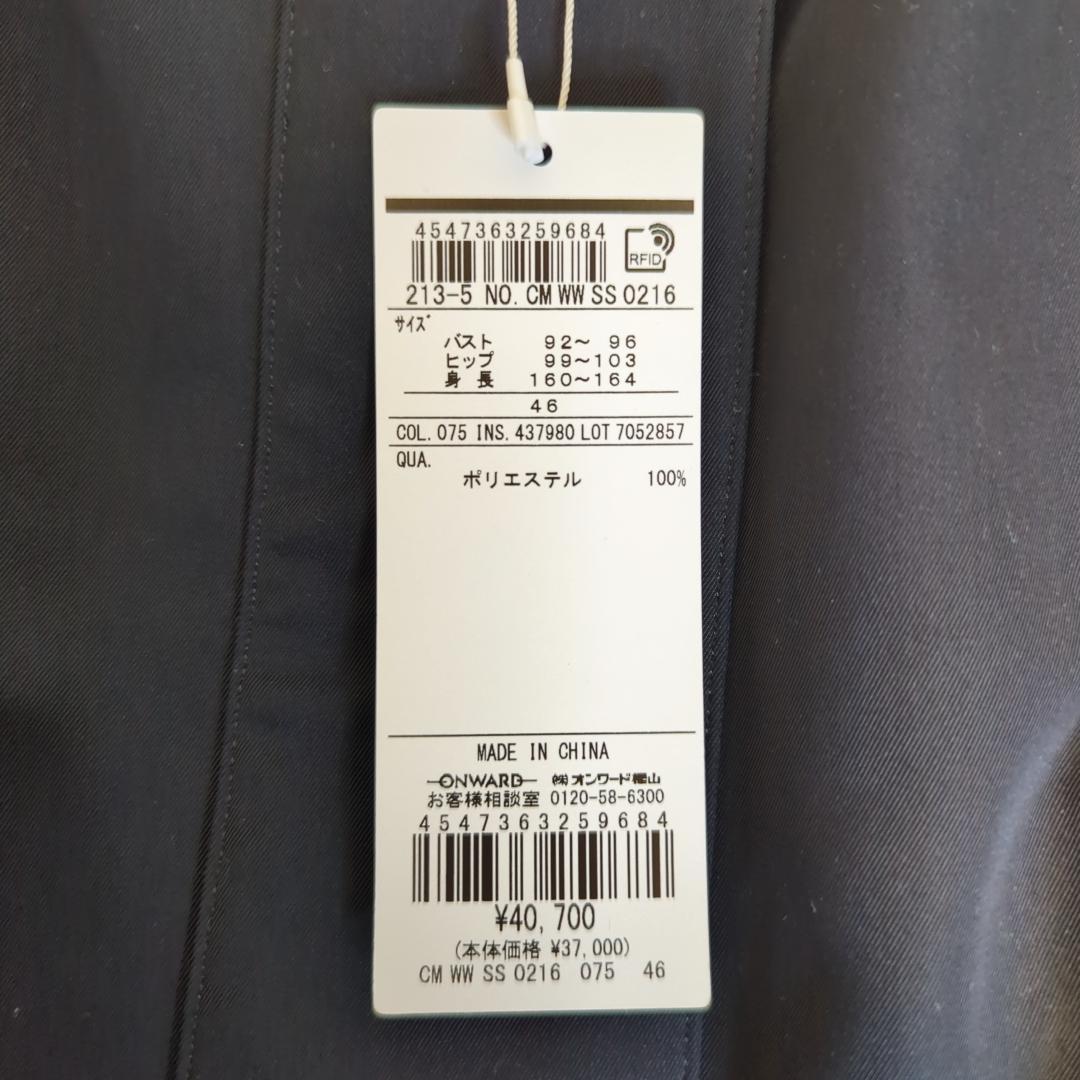 4547363259684
RFID
213-5 NO. CM WW SS 0216
サイズ
バスト 92〜 96
ヒップ 99〜103
身 長 160〜164
46
COL. 075 INS. 437980 LOT 7052857
QUA.
ポリエステル 100%
MADE IN CHINA
ONWARD ㈱オンワード樫山
お客様相談室 0120-58-6300
4547363259684
¥40,700
(本体価格 ¥37,000)
CM WW SS 0216 075 46